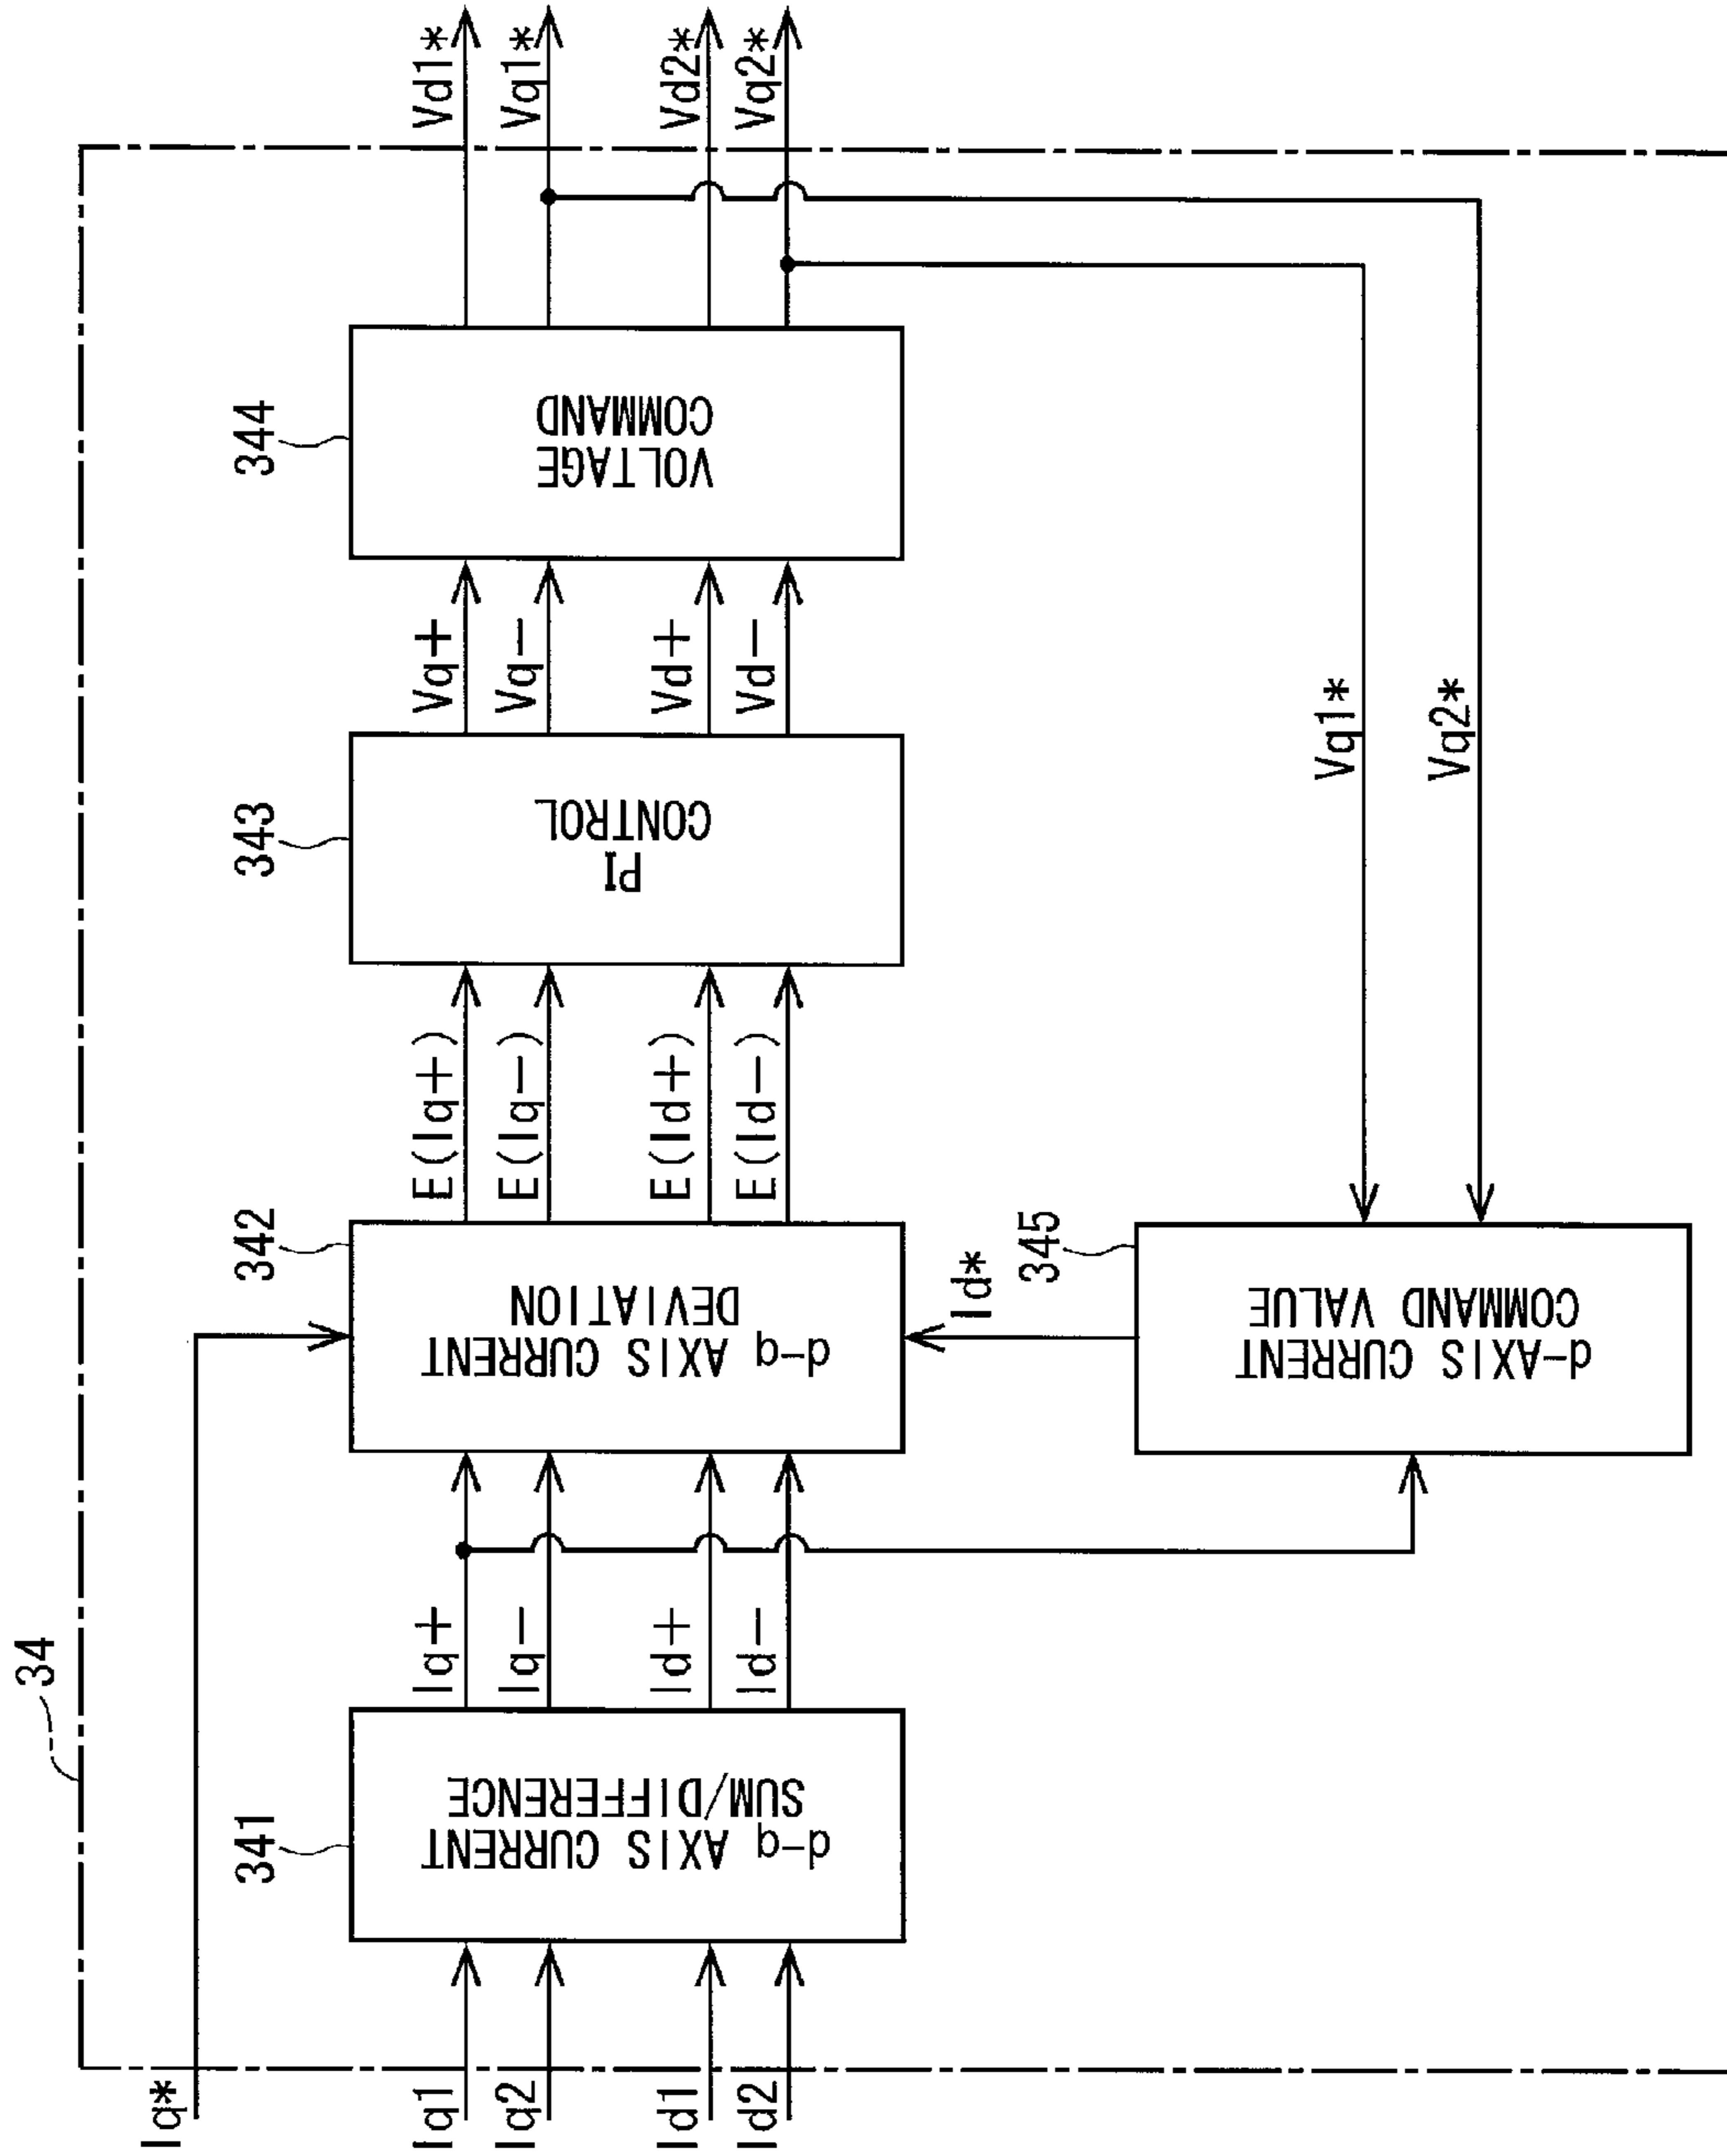 34
Iq*
Iq1
Iq2
Id1
Id2
341
d-q AXIS CURRENT
SUM/DIFFERENCE
Iq+
Iq-
Id+
Id-
342
d-q AXIS CURRENT
DEVIATION
E(Iq+)
E(Iq-)
E(Id+)
E(Id-)
343
PI
CONTROL
Vq+
Vq-
Vd+
Vd-
344
VOLTAGE
COMMAND
Vd1*
Vq1*
Vd2*
Vq2*
Id*
345
d-AXIS CURRENT
COMMAND VALUE
Vq1*
Vq2*